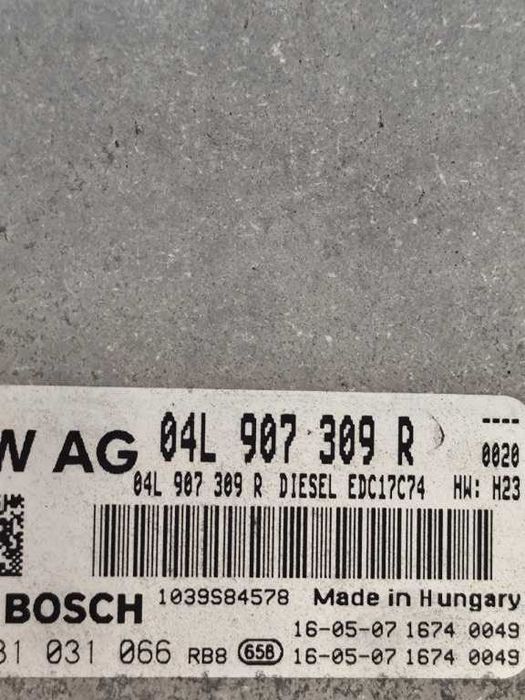 W AG 04L 907 309 R ----
0020
04L 907 309 R DIESEL EDC17C74 HW: H23
BOSCH 1039S84578 Made in Hungary
16-05-07 1674 0049
31 031 066 RB8 658 16-05-07 1674 0049